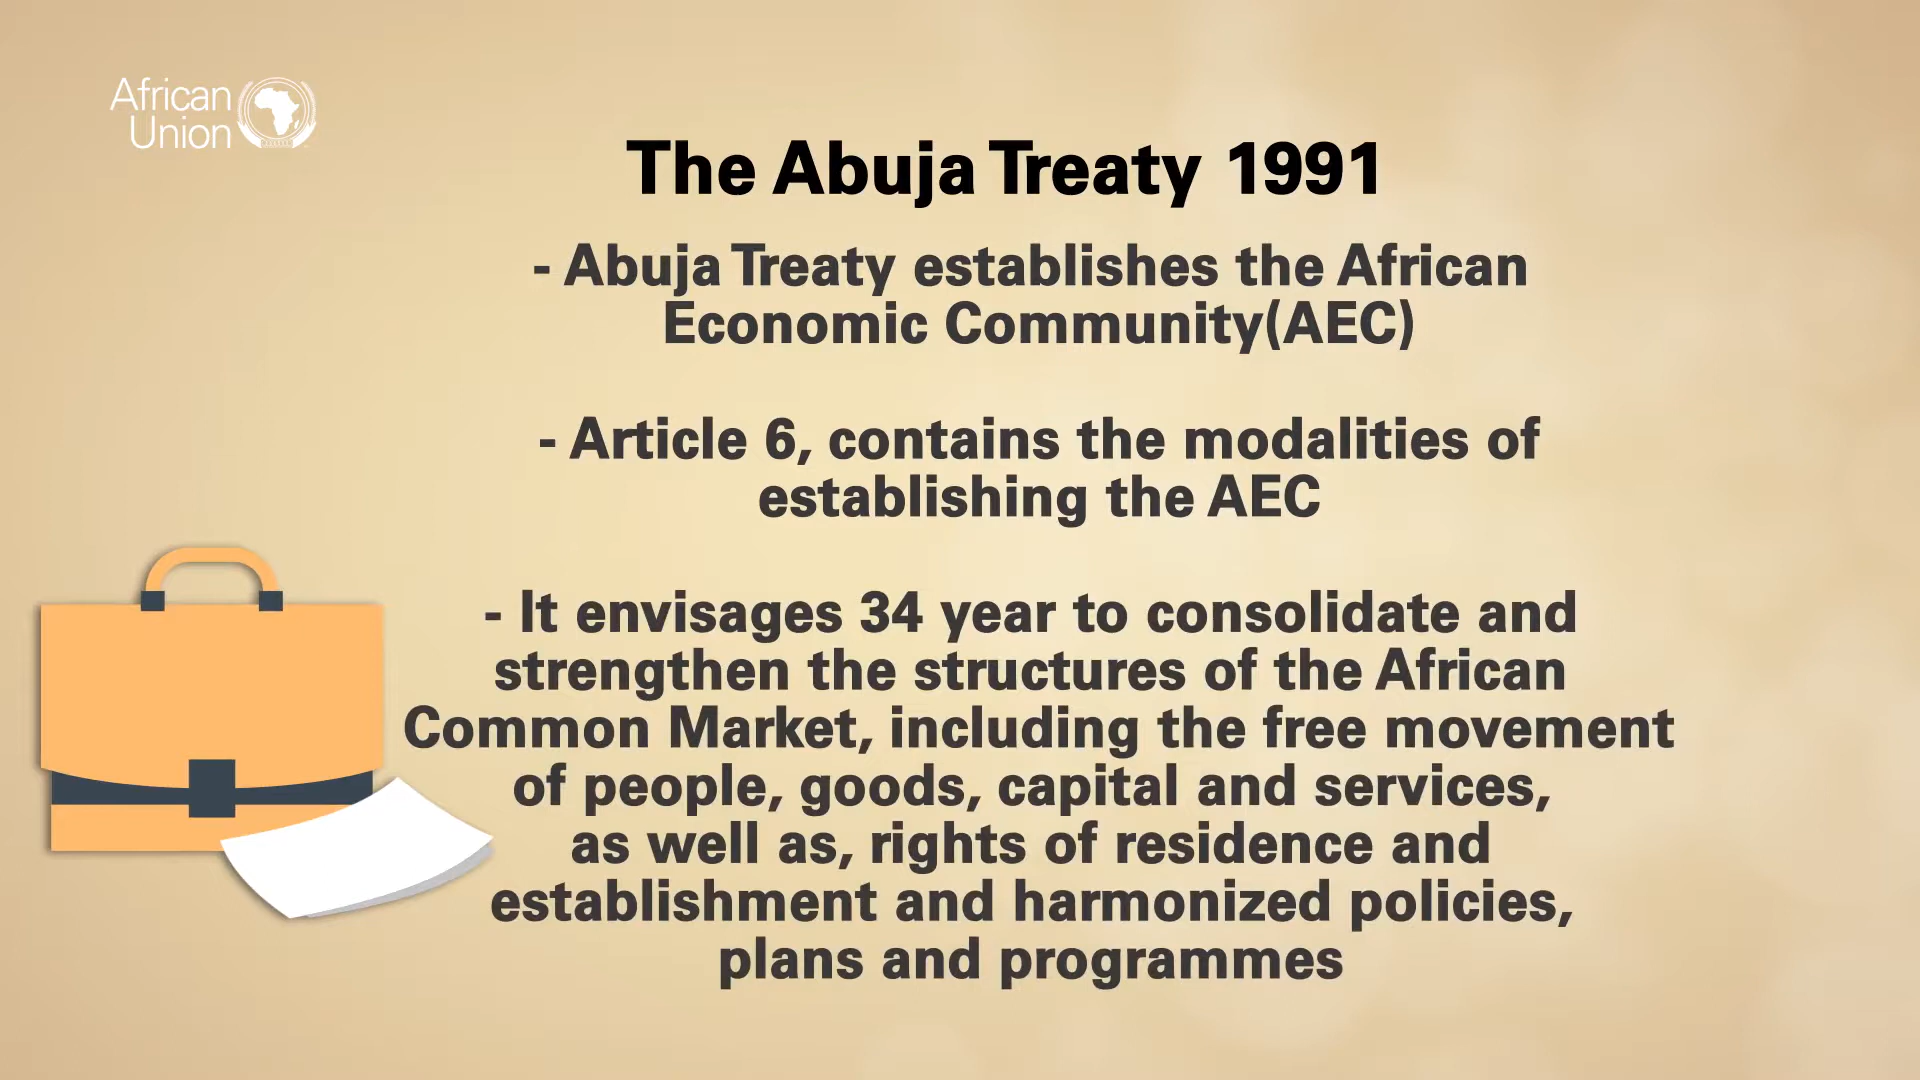 African
Union
The Abuja Treaty 1991
- Abuja Treaty establishes the African
Economic Community(AEC)
- Article 6, contains the modalities of
establishing the AEC
- It envisages 34 year to consolidate and
strengthen the structures of the African
Common Market, including the free movement
of people, goods, capital and services,
as well as, rights of residence and
establishment and harmonized policies,
plans and programmes